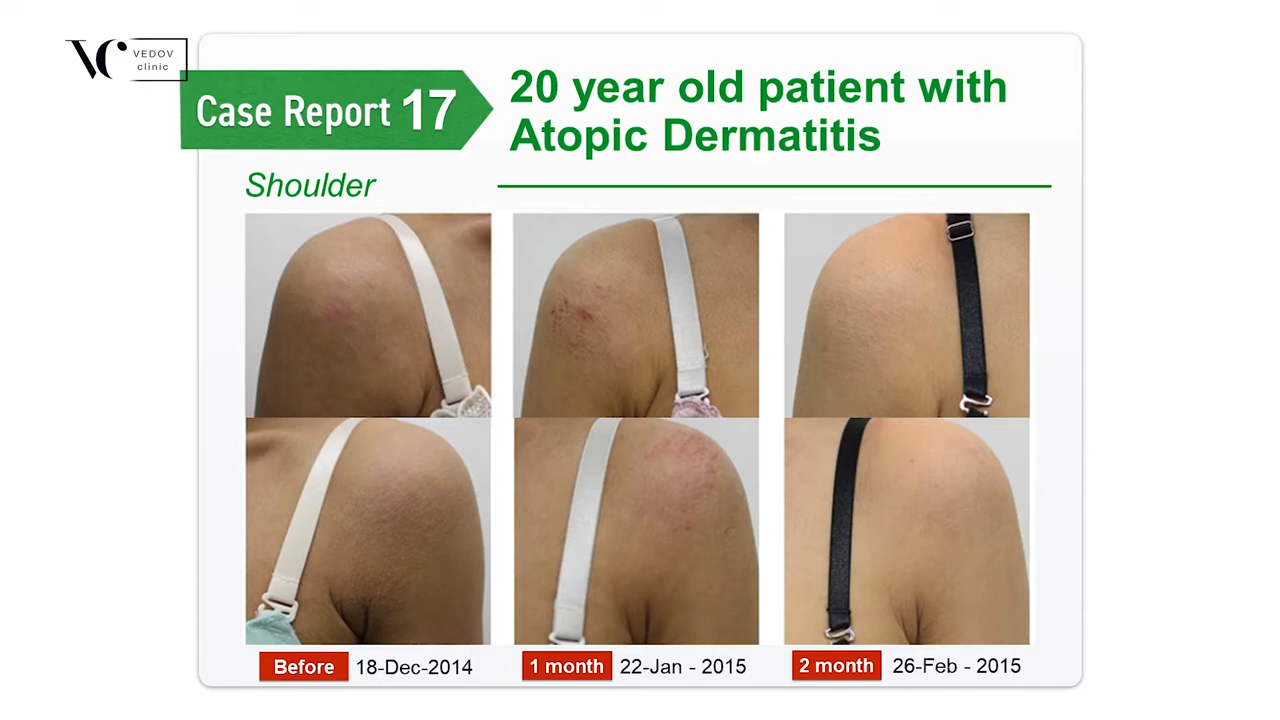 VC VEDOV
clinic
Case Report 17
20 year old patient with
Atopic Dermatitis
Shoulder
Before 18-Dec-2014
1 month 22-Jan - 2015
2 month 26-Feb - 2015